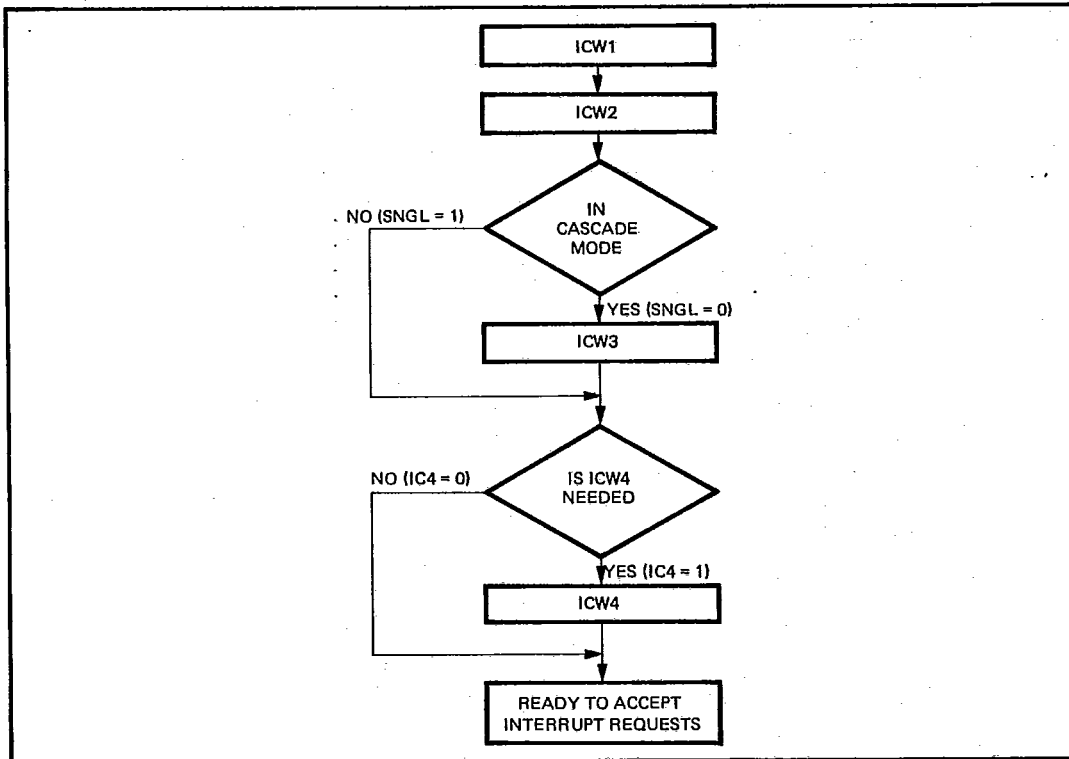 ICW1
ICW2
IN
CASCADE
MODE
NO (SNGL = 1)
YES (SNGL = 0)
ICW3
IS ICW4
NEEDED
NO (IC4 = 0)
YES (IC4 = 1)
ICW4
READY TO ACCEPT
INTERRUPT REQUESTS